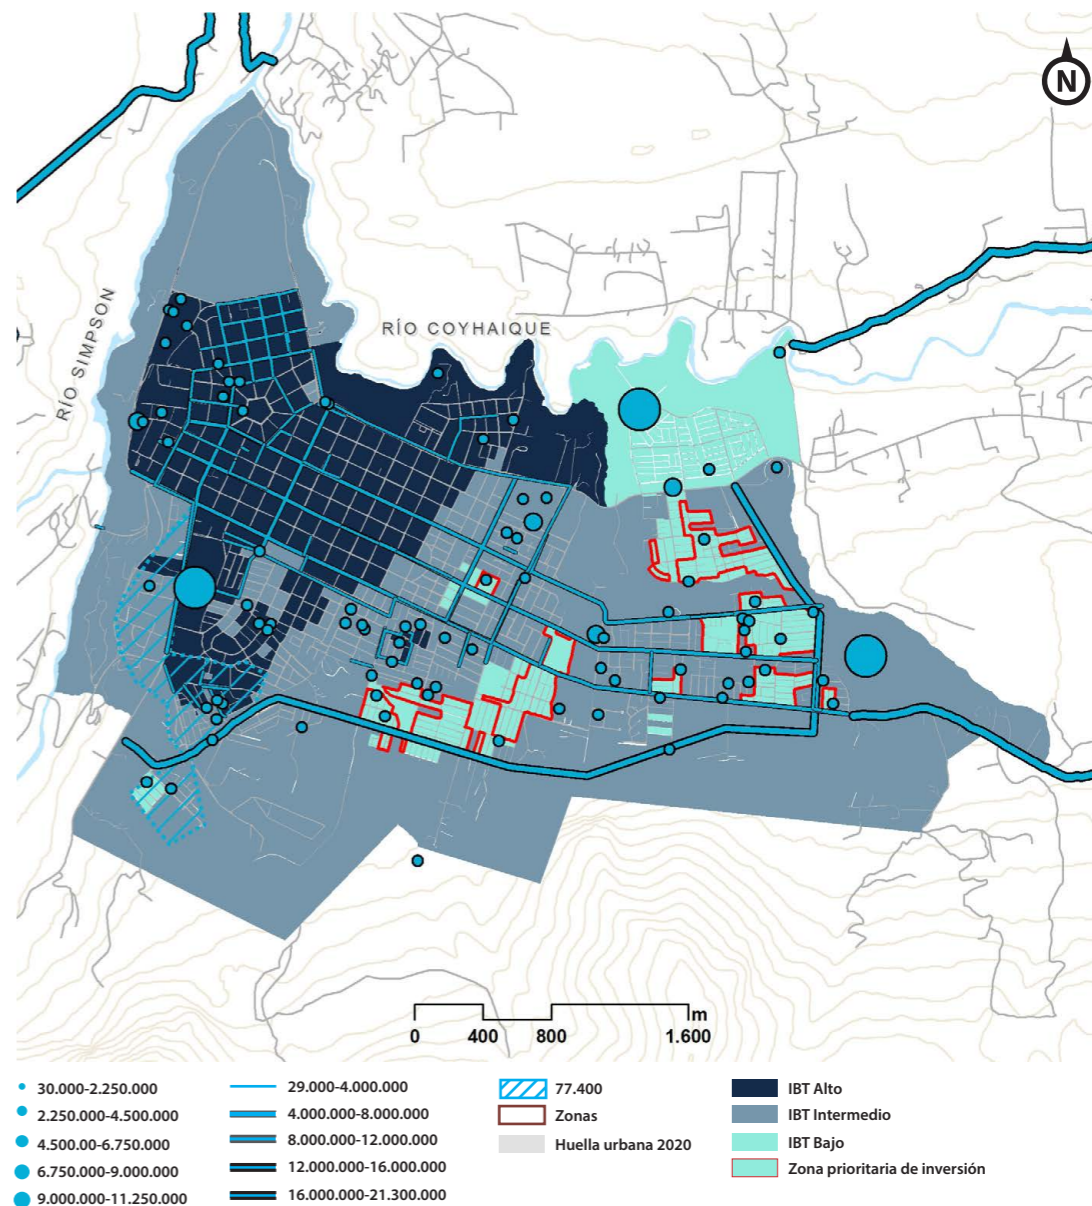 N
RÍO COYHAIQUE
RÍO SIMPSON
m
0 400 800 1.600
30.000-2.250.000
2.250.000-4.500.000
4.500.00-6.750.000
6.750.000-9.000.000
9.000.000-11.250.000
29.000-4.000.000
4.000.000-8.000.000
8.000.000-12.000.000
12.000.000-16.000.000
16.000.000-21.300.000
77.400
Zonas
Huella urbana 2020
IBT Alto
IBT Intermedio
IBT Bajo
Zona prioritaria de inversión